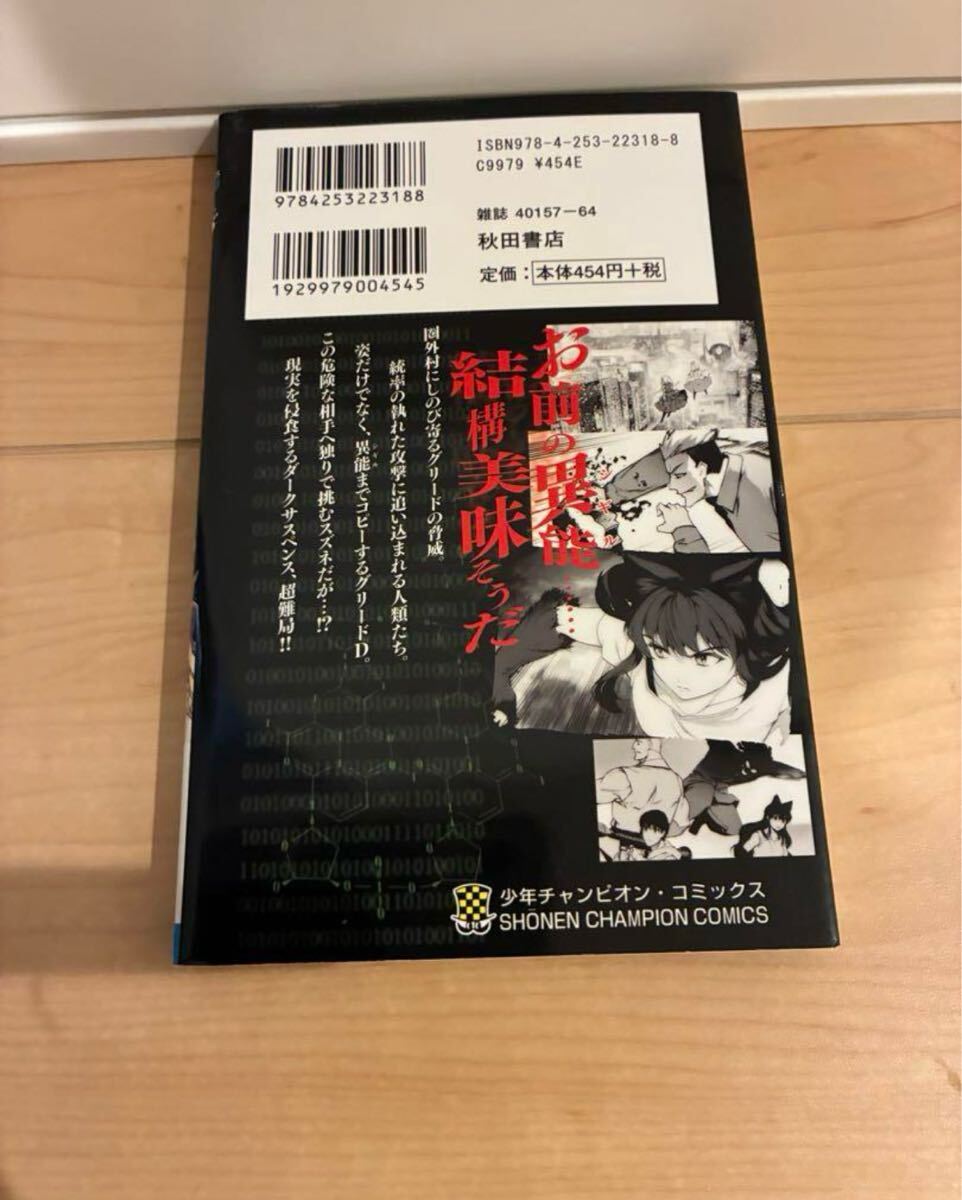 ISBN978-4-253-22318-8
C9979 ¥454E
9784253223188
雑誌 40157-64
秋田書店
1929979004545
定価：本体454円+税
お前の異能………
シギル
結構美味そうだ
圏外村にしのび寄るグリードの脅威。
統率の執れた攻撃に追い込まれる人類たち。
姿だけでなく、異能までコピーするグリードD。
この危険な相手へ独りで挑むスズネだが…!?
現実を侵食するダークサスペンス、超難局!!
少年チャンピオン・コミックス
SHŌNEN CHAMPION COMICS